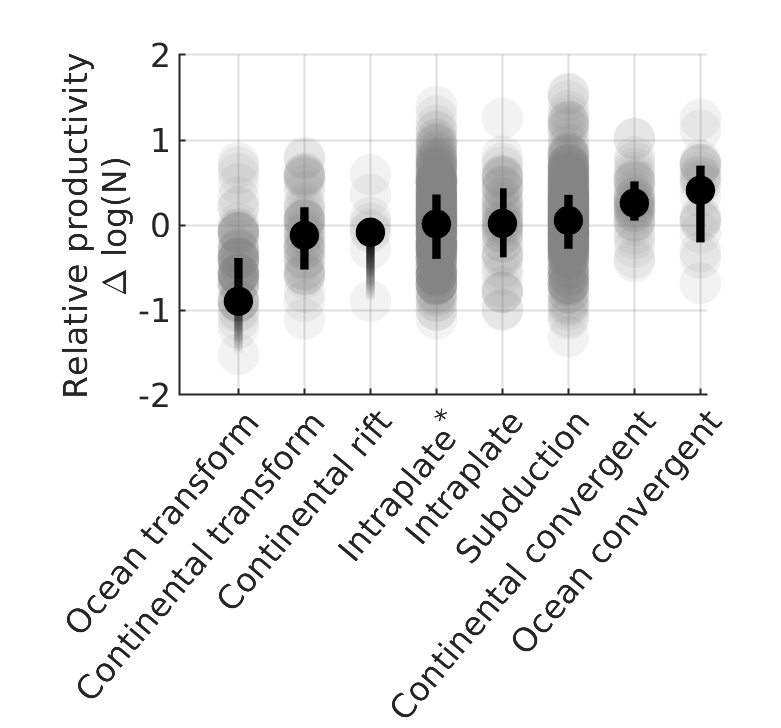 Relative productivity
Δ log(N)
2
1
0
-1
-2
Ocean transform
Continental transform
Continental rift
Intraplate *
Intraplate
Subduction
Continental convergent
Ocean convergent